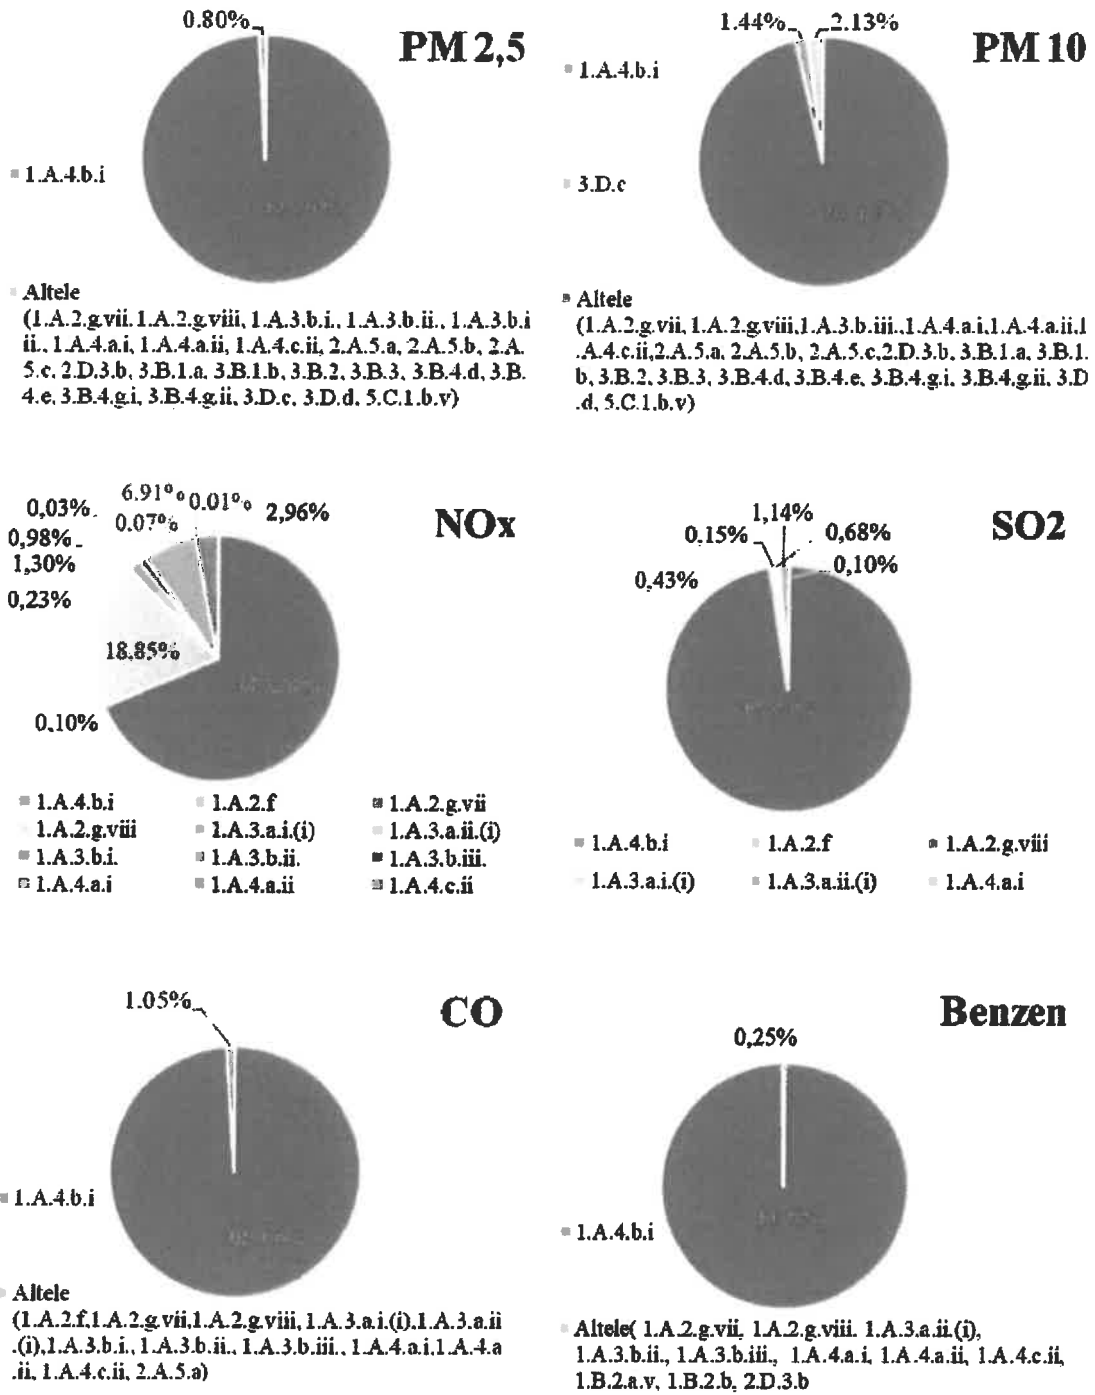 0.80%
PM 2,5
1.A.4.b.i
Altele
(1.A.2.g.vii. 1.A.2.g.viii, 1.A.3.b.i., 1.A.3.b.ii., 1.A.3.b.i
ii., 1.A.4.a.i, 1.A.4.a.ii, 1.A.4.c.ii, 2.A.5.a, 2.A.5.b, 2.A.
5.c, 2.D.3.b, 3.B.1.a, 3.B.1.b, 3.B.2, 3.B.3, 3.B.4.d, 3.B.
4.e, 3.B.4.g.i, 3.B.4.g.ii, 3.D.c, 3.D.d, 5.C.1.b.v)
1.44%
2.13%
PM 10
1.A.4.b.i
3.D.c
Altele
(1.A.2.g.vii, 1.A.2.g.viii,1.A.3.b.iii.,1.A.4.a.i,1.A.4.a.ii,1
.A.4.c.ii,2.A.5.a, 2.A.5.b, 2.A.5.c,2.D.3.b, 3.B.1.a, 3.B.1.
b, 3.B.2, 3.B.3, 3.B.4.d, 3.B.4.e, 3.B.4.g.i, 3.B.4.g.ii, 3.D
.d, 5.C.1.b.v)
NOx
6.91%
0.01%
2,96%
0,03%
0.07%
0,98%
1,30%
0,23%
18.85%
0.10%
1.A.4.b.i
1.A.2.f
1.A.2.g.vii
1.A.2.g.viii
1.A.3.a.i.(i)
1.A.3.a.ii.(i)
1.A.3.b.i.
1.A.3.b.ii.
1.A.3.b.iii.
1.A.4.a.i
1.A.4.a.ii
1.A.4.c.ii
SO2
1,14%
0.15%
0,68%
0,43%
0,10%
1.A.4.b.i
1.A.2.f
1.A.2.g.viii
1.A.3.a.i.(i)
1.A.3.a.ii.(i)
1.A.4.a.i
CO
1.05%
1.A.4.b.i
Altele
(1.A.2.f,1.A.2.g.vii,1.A.2.g.viii, 1.A.3.a.i.(i).1.A.3.a.ii
.(i),1.A.3.b.i., 1.A.3.b.ii., 1.A.3.b.iii., 1.A.4.a.i,1.A.4.a
.ii, 1.A.4.c.ii, 2.A.5.a)
Benzen
0,25%
1.A.4.b.i
Altele( 1.A.2.g.vii, 1.A.2.g.viii. 1.A.3.a.ii.(i),
1.A.3.b.ii., 1.A.3.b.iii., 1.A.4.a.i, 1.A.4.a.ii, 1.A.4.c.ii,
1.B.2.a.v, 1.B.2.b, 2.D.3.b